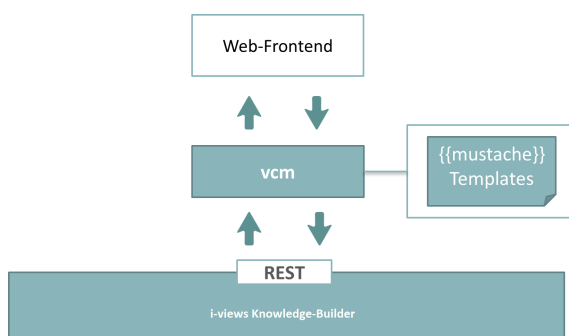 Web-Frontend
vcm
{{mustache}}
Templates
REST
i-views Knowledge-Builder